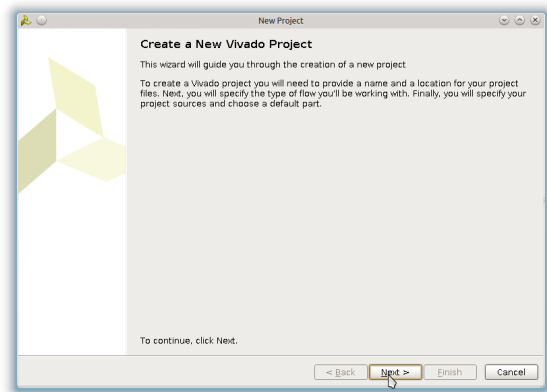 New Project
Create a New Vivado Project
This wizard will guide you through the creation of a new project
To create a Vivado project you will need to provide a name and a location for your project
files. Next, you will specify the type of flow you'll be working with. Finally, you will specify your
project sources and choose a default part.
To continue, click Next.
< Back Next > Finish Cancel